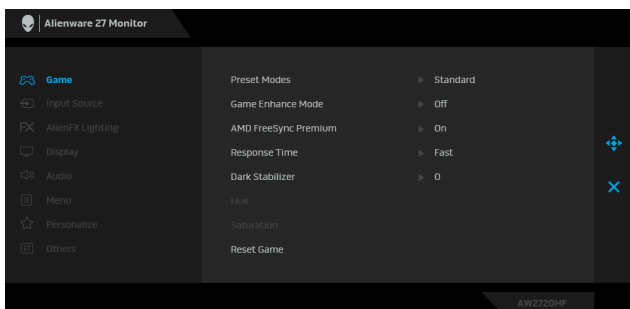 Alienware 27 Monitor
Game
Input Source
FX AlienFX Lighting
Display
Audio
Menu
Personalize
Others
Preset Modes Standard
Game Enhance Mode Off
AMD FreeSync Premium On
Response Time Fast
Dark Stabilizer 0
Hue
Saturation
Reset Game
AW2720HF